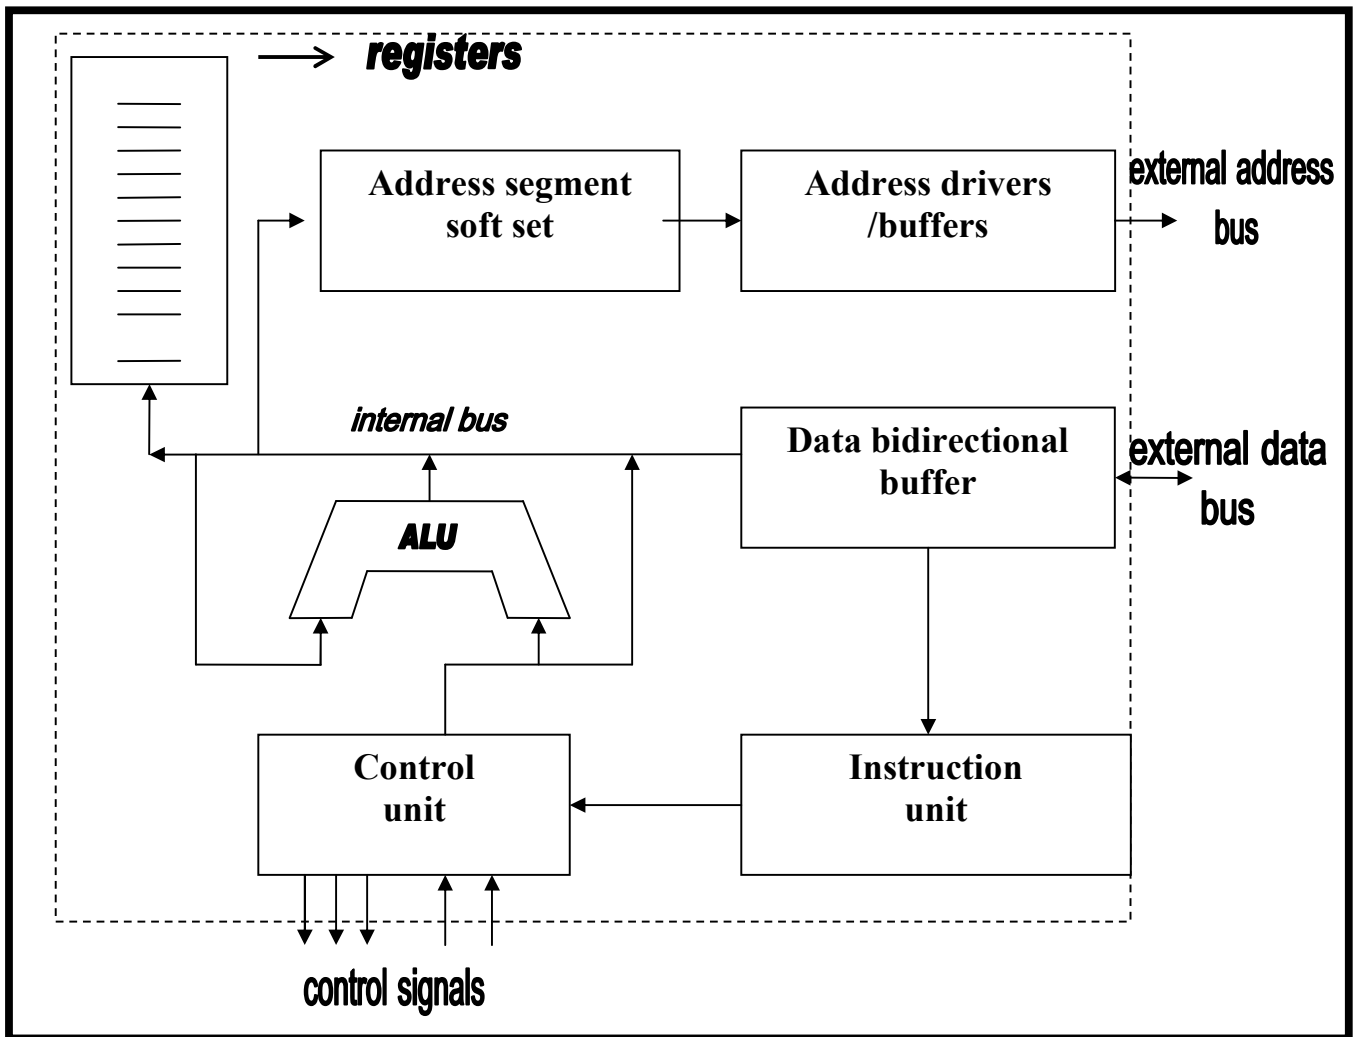 registers
Address segment
soft set
Address drivers
/buffers
external address
bus
internal bus
Data bidirectional
buffer
external data
bus
ALU
Control
unit
Instruction
unit
control signals